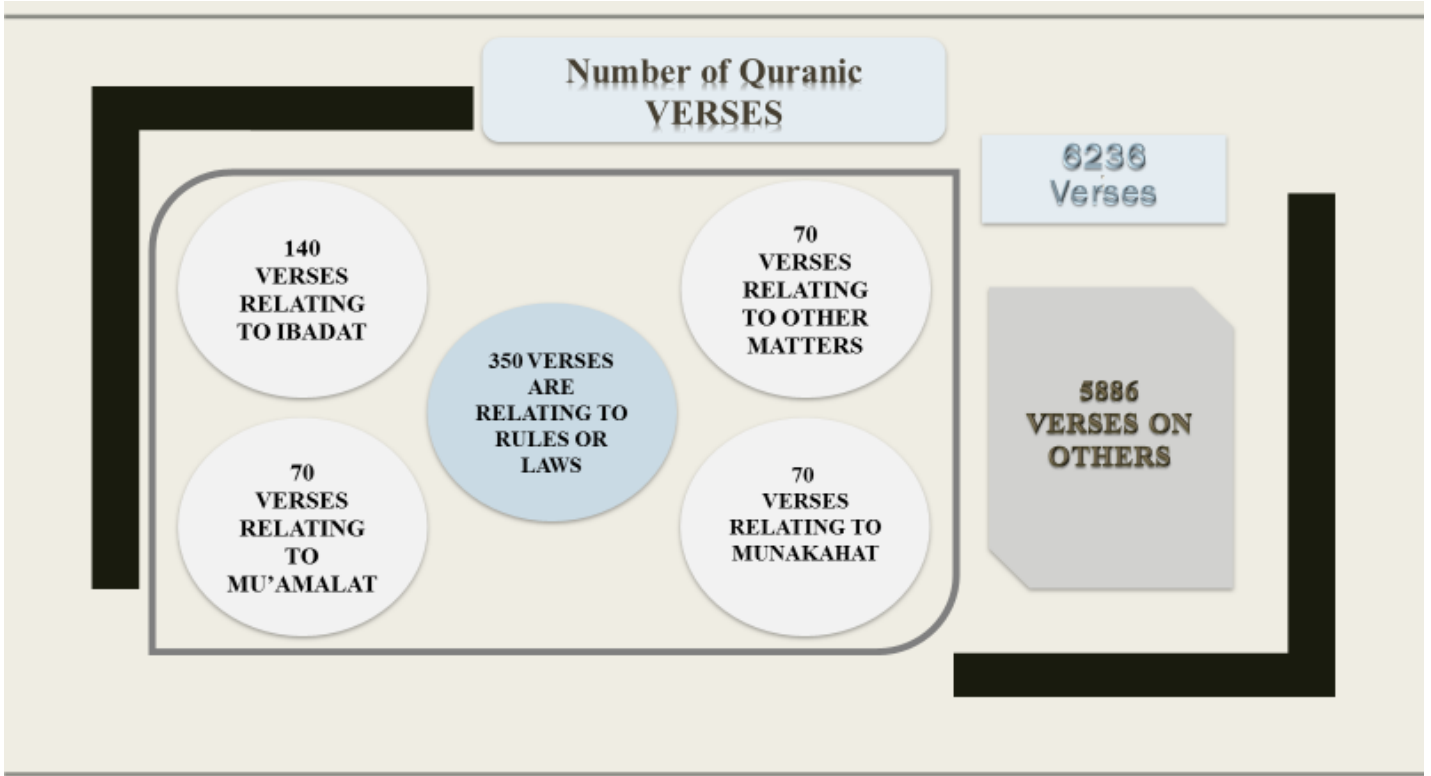 Number of Quranic
VERSES
6236
Verses
140
VERSES
RELATING
TO IBADAT
70
VERSES
RELATING
TO OTHER
MATTERS
350 VERSES
ARE
RELATING TO
RULES OR
LAWS
70
VERSES
RELATING
TO
MU’AMALAT
70
VERSES
RELATING TO
MUNAKAHAT
5886
VERSES ON
OTHERS